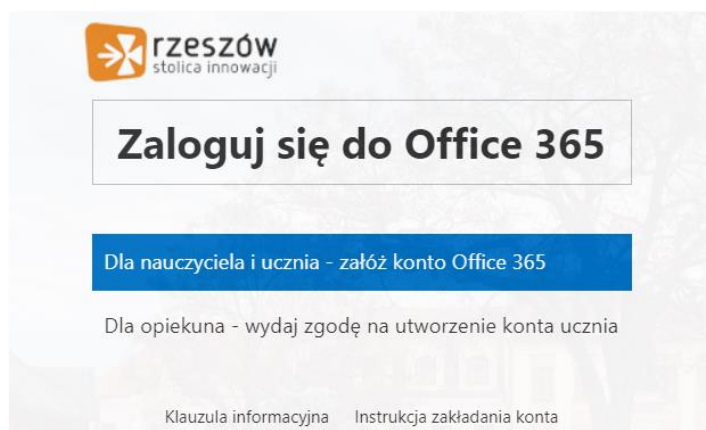 rzeszów
stolica innowacji
Zaloguj się do Office 365
Dla nauczyciela i ucznia - załóż konto Office 365
Dla opiekuna - wydaj zgodę na utworzenie konta ucznia
Klauzula informacyjna Instrukcja zakładania konta